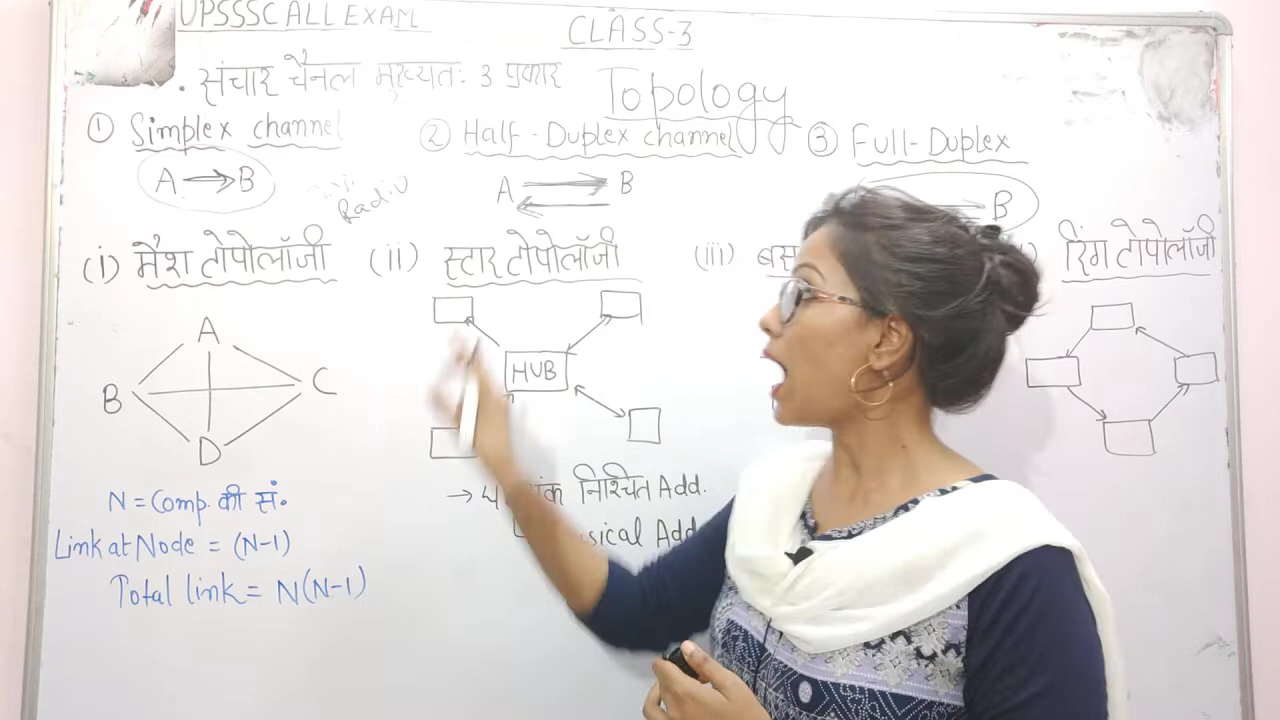 UPSSSC ALL EXAM
CLASS-3
• संचार चैनल मुख्यतः 3 प्रकार
Topology
① Simplex channel
② Half-Duplex channel
③ Full-Duplex
A → B
Radio
A B
B
(i) मैश टोपोलॉजी
(ii) स्टार टोपोलॉजी
(iii) बस
रिंग टोपोलॉजी
A
B C
D
HUB
N = Comp. की सं.
Link at Node = (N-1)
Total link = N(N-1)
→ निश्चित Add.
Add